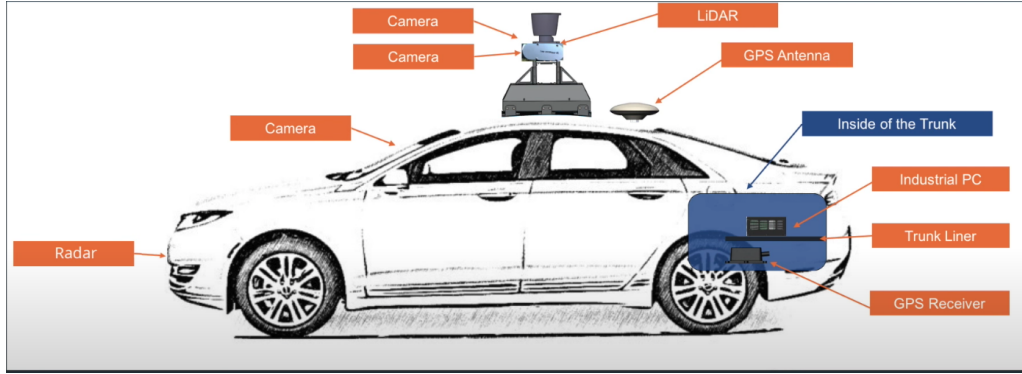 Camera
LiDAR
Camera
GPS Antenna
Camera
Inside of the Trunk
Industrial PC
Radar
Trunk Liner
GPS Receiver